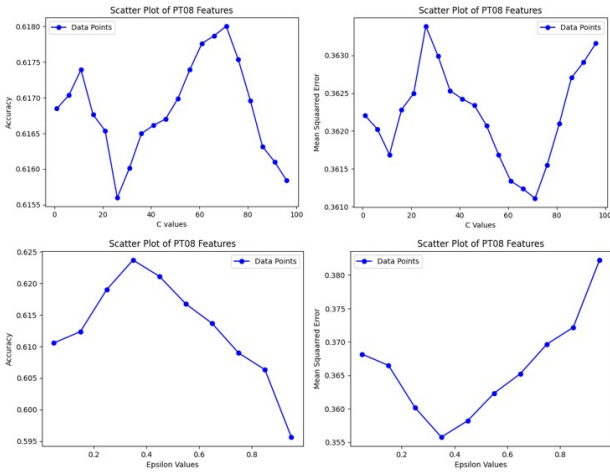 Scatter Plot of PT08 Features
Data Points
Accuracy
0.6180
0.6175
0.6170
0.6165
0.6160
0.6155
0 20 40 60 80 100
C values
Scatter Plot of PT08 Features
Data Points
Mean Squaarred Error
0.3630
0.3625
0.3620
0.3615
0.3610
0 20 40 60 80 100
C Values
Scatter Plot of PT08 Features
Data Points
Accuracy
0.625
0.620
0.615
0.610
0.605
0.600
0.595
0.2 0.4 0.6 0.8
Epsilon Values
Scatter Plot of PT08 Features
Data Points
Mean Squaarred Error
0.380
0.375
0.370
0.365
0.360
0.355
0.2 0.4 0.6 0.8
Epsilon Values